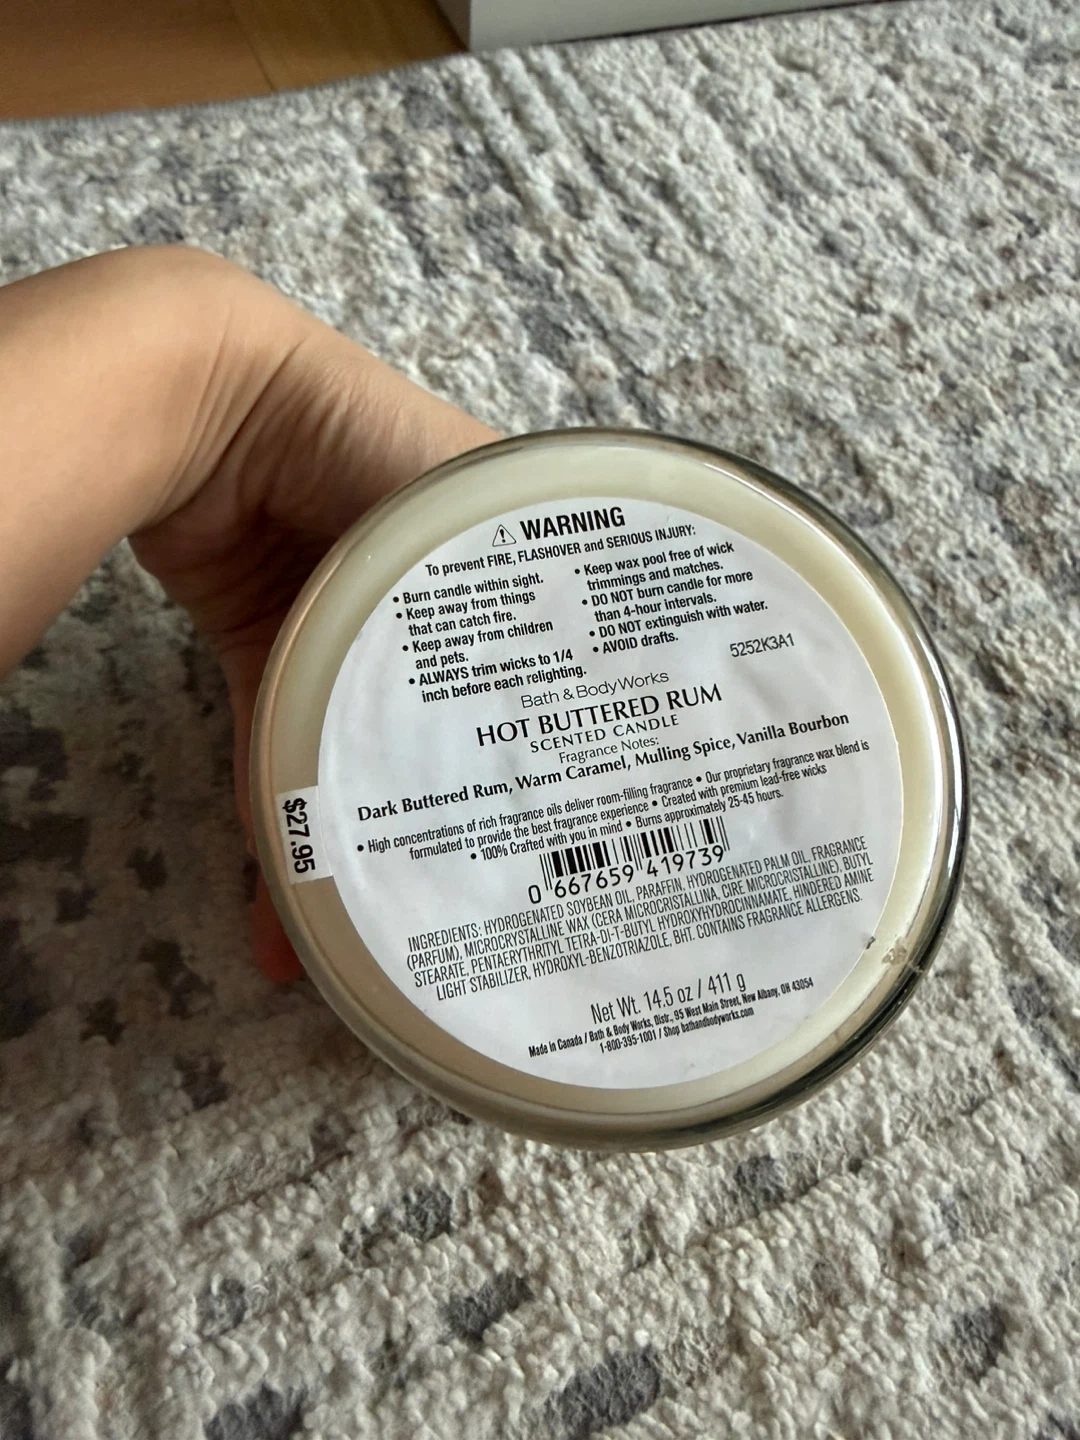 ⚠ WARNING
To prevent FIRE, FLASHOVER and SERIOUS INJURY:
• Burn candle within sight.
• Keep away from things
that can catch fire.
• Keep away from children
and pets.
• ALWAYS trim wicks to 1/4
inch before each relighting.
• Keep wax pool free of wick
trimmings and matches.
• DO NOT burn candle for more
than 4-hour intervals.
• DO NOT extinguish with water.
• AVOID drafts.
5252K3A1
Bath & Body Works
HOT BUTTERED RUM
SCENTED CANDLE
Fragrance Notes:
Dark Buttered Rum, Warm Caramel, Mulling Spice, Vanilla Bourbon
• High concentrations of rich fragrance oils deliver room-filling fragrance • Our proprietary fragrance wax blend is
formulated to provide the best fragrance experience • Created with premium lead-free wicks
• 100% Crafted with you in mind • Burns approximately 25-45 hours.
$27.95
0 667659 419739
INGREDIENTS: HYDROGENATED SOYBEAN OIL, PARAFFIN, HYDROGENATED PALM OIL, FRAGRANCE
(PARFUM), MICROCRYSTALLINE WAX (CERA MICROCRISTALLINA, CIRE MICROCRISTALLINE), BUTYL
STEARATE, PENTAERYTHRITYL TETRA-DI-T-BUTYL HYDROXYHYDROCINNAMATE, HINDERED AMINE
LIGHT STABILIZER, HYDROXYL-BENZOTRIAZOLE, BHT. CONTAINS FRAGRANCE ALLERGENS.
Net Wt. 14.5 oz / 411 g
Made in Canada / Bath & Body Works, Distr., 95 West Main Street, New Albany, OH 43054
1-800-395-1001 / Shop bathandbodyworks.com